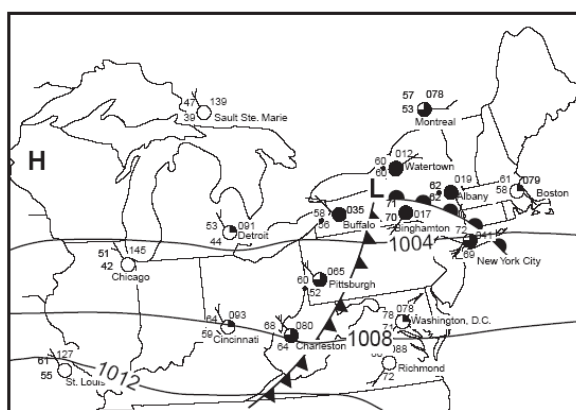 57 078
53
Montreal
47 139
39
Sault Ste. Marie
H
60 012
60
Watertown
L
62 019
62
Albany
61 079
58
Boston
58 035
56
Buffalo
71 017
70
Binghamton
53 091
44
Detroit
1004
72
69
New York City
51 145
42
Chicago
60 065
52
Pittsburgh
64 093
59
Cincinnati
68 080
64
Charleston
78 078
71
Washington, D.C.
1008
088
72
Richmond
61 127
55
St. Louis
1012